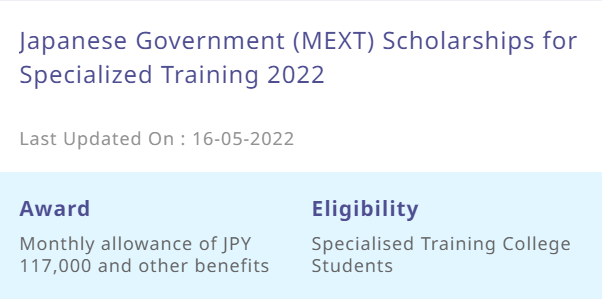 Japanese Government (MEXT) Scholarships for
Specialized Training 2022
Last Updated On : 16-05-2022
Award
Monthly allowance of JPY
117,000 and other benefits
Eligibility
Specialised Training College
Students